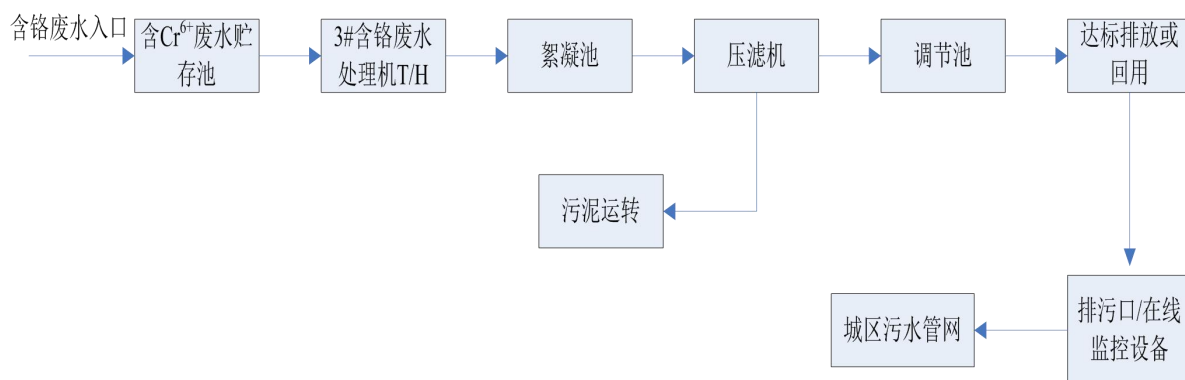 含铬废水入口
含Cr⁶⁺废水贮
存池
3#含铬废水
处理机T/H
絮凝池
压滤机
调节池
达标排放或
回用
污泥运转
城区污水管网
排污口/在线
监控设备